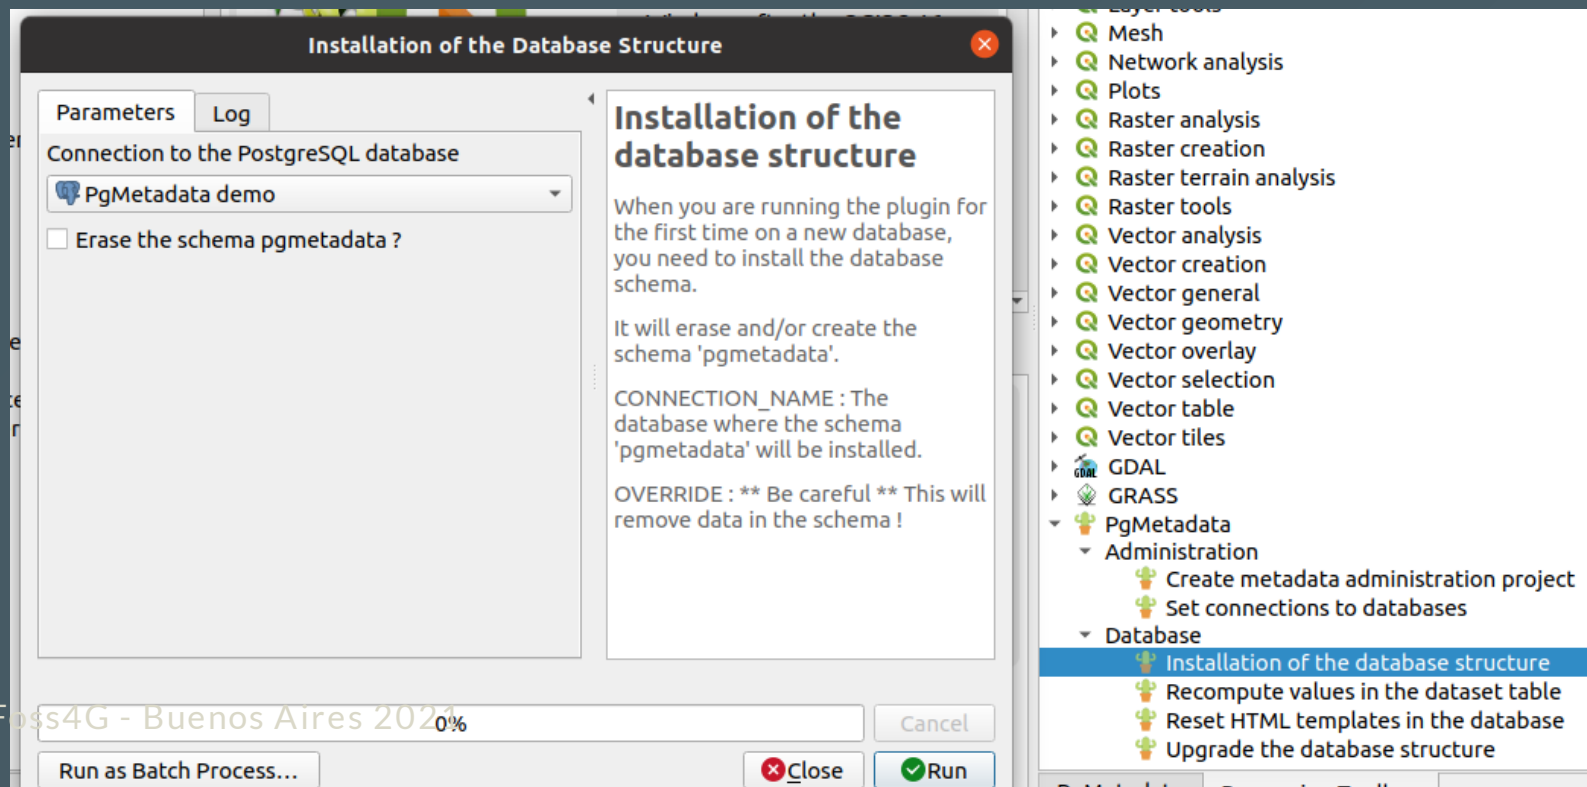 Installation of the Database Structure
Parameters
Log
Connection to the PostgreSQL database
PgMetadata demo
Erase the schema pgmetadata ?
Installation of the
database structure
When you are running the plugin for
the first time on a new database,
you need to install the database
schema.
It will erase and/or create the
schema 'pgmetadata'.
CONNECTION_NAME : The
database where the schema
'pgmetadata' will be installed.
OVERRIDE : ** Be careful ** This will
remove data in the schema !
Foss4G - Buenos Aires 2021
0%
Cancel
Run as Batch Process...
Close
Run
Layer tools
Mesh
Network analysis
Plots
Raster analysis
Raster creation
Raster terrain analysis
Raster tools
Vector analysis
Vector creation
Vector general
Vector geometry
Vector overlay
Vector selection
Vector table
Vector tiles
GDAL
GRASS
PgMetadata
Administration
Create metadata administration project
Set connections to databases
Database
Installation of the database structure
Recompute values in the dataset table
Reset HTML templates in the database
Upgrade the database structure